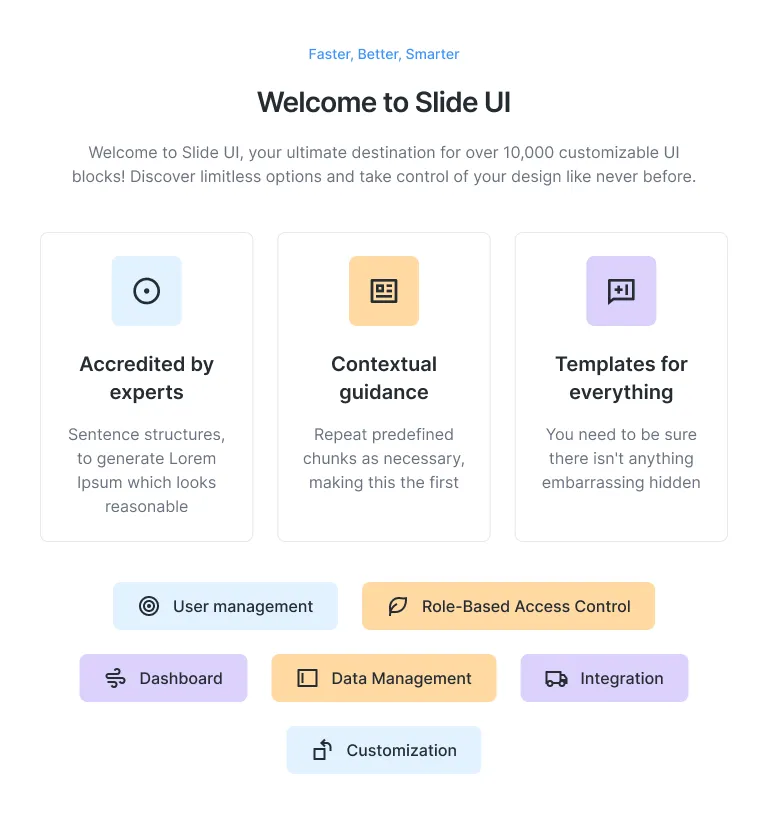 Faster, Better, Smarter
Welcome to Slide UI
Welcome to Slide UI, your ultimate destination for over 10,000 customizable UI
blocks! Discover limitless options and take control of your design like never before.
Accredited by
experts
Sentence structures,
to generate Lorem
Ipsum which looks
reasonable
Contextual
guidance
Repeat predefined
chunks as necessary,
making this the first
Templates for
everything
You need to be sure
there isn't anything
embarrassing hidden
User management
Role-Based Access Control
Dashboard
Data Management
Integration
Customization